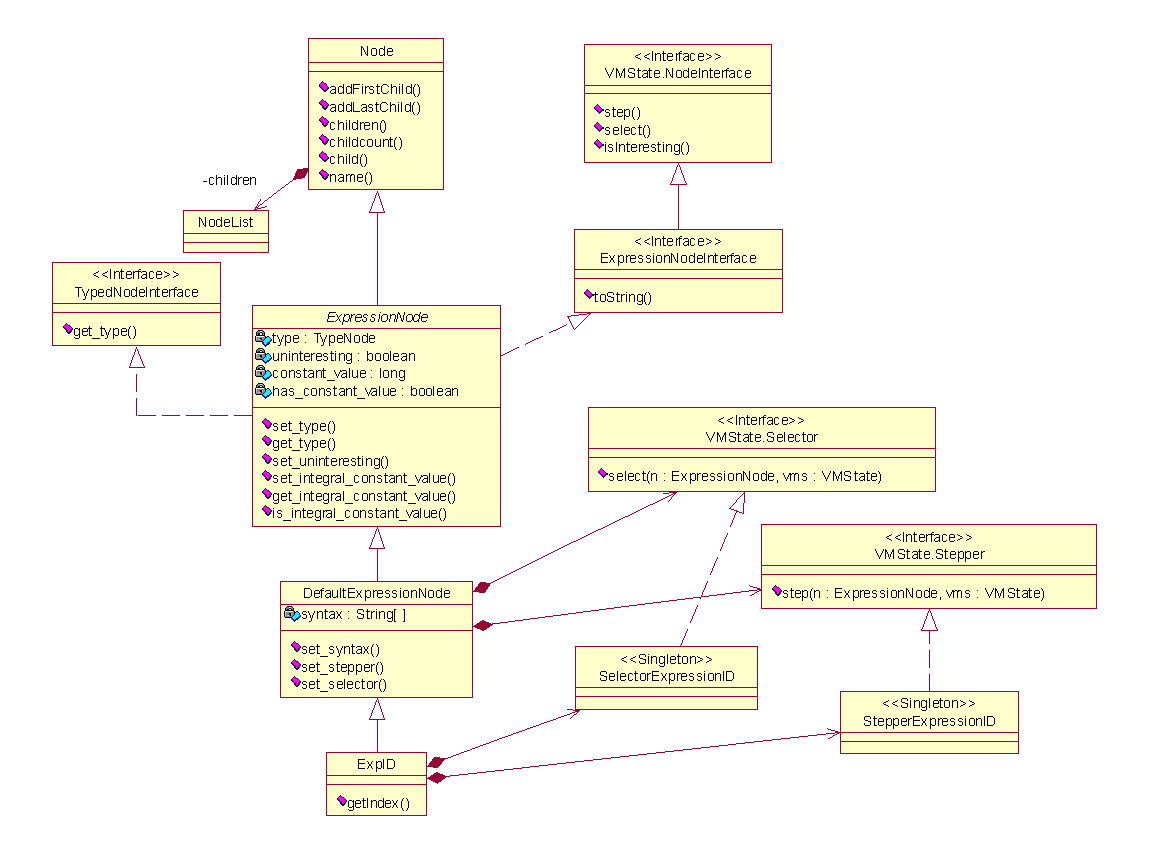 Node
addFirstChild()
addLastChild()
children()
childcount()
child()
name()
-children
NodeList
<<Interface>>
VMState.NodeInterface
step()
select()
isInteresting()
<<Interface>>
ExpressionNodeInterface
toString()
<<Interface>>
TypedNodeInterface
get_type()
ExpressionNode
type : TypeNode
uninteresting : boolean
constant_value : long
has_constant_value : boolean
set_type()
get_type()
set_uninteresting()
set_integral_constant_value()
get_integral_constant_value()
is_integral_constant_value()
<<Interface>>
VMState.Selector
select(n : ExpressionNode, vms : VMState)
<<Interface>>
VMState.Stepper
step(n : ExpressionNode, vms : VMState)
DefaultExpressionNode
syntax : String[ ]
set_syntax()
set_stepper()
set_selector()
<<Singleton>>
SelectorExpressionID
<<Singleton>>
StepperExpressionID
ExpID
getIndex()